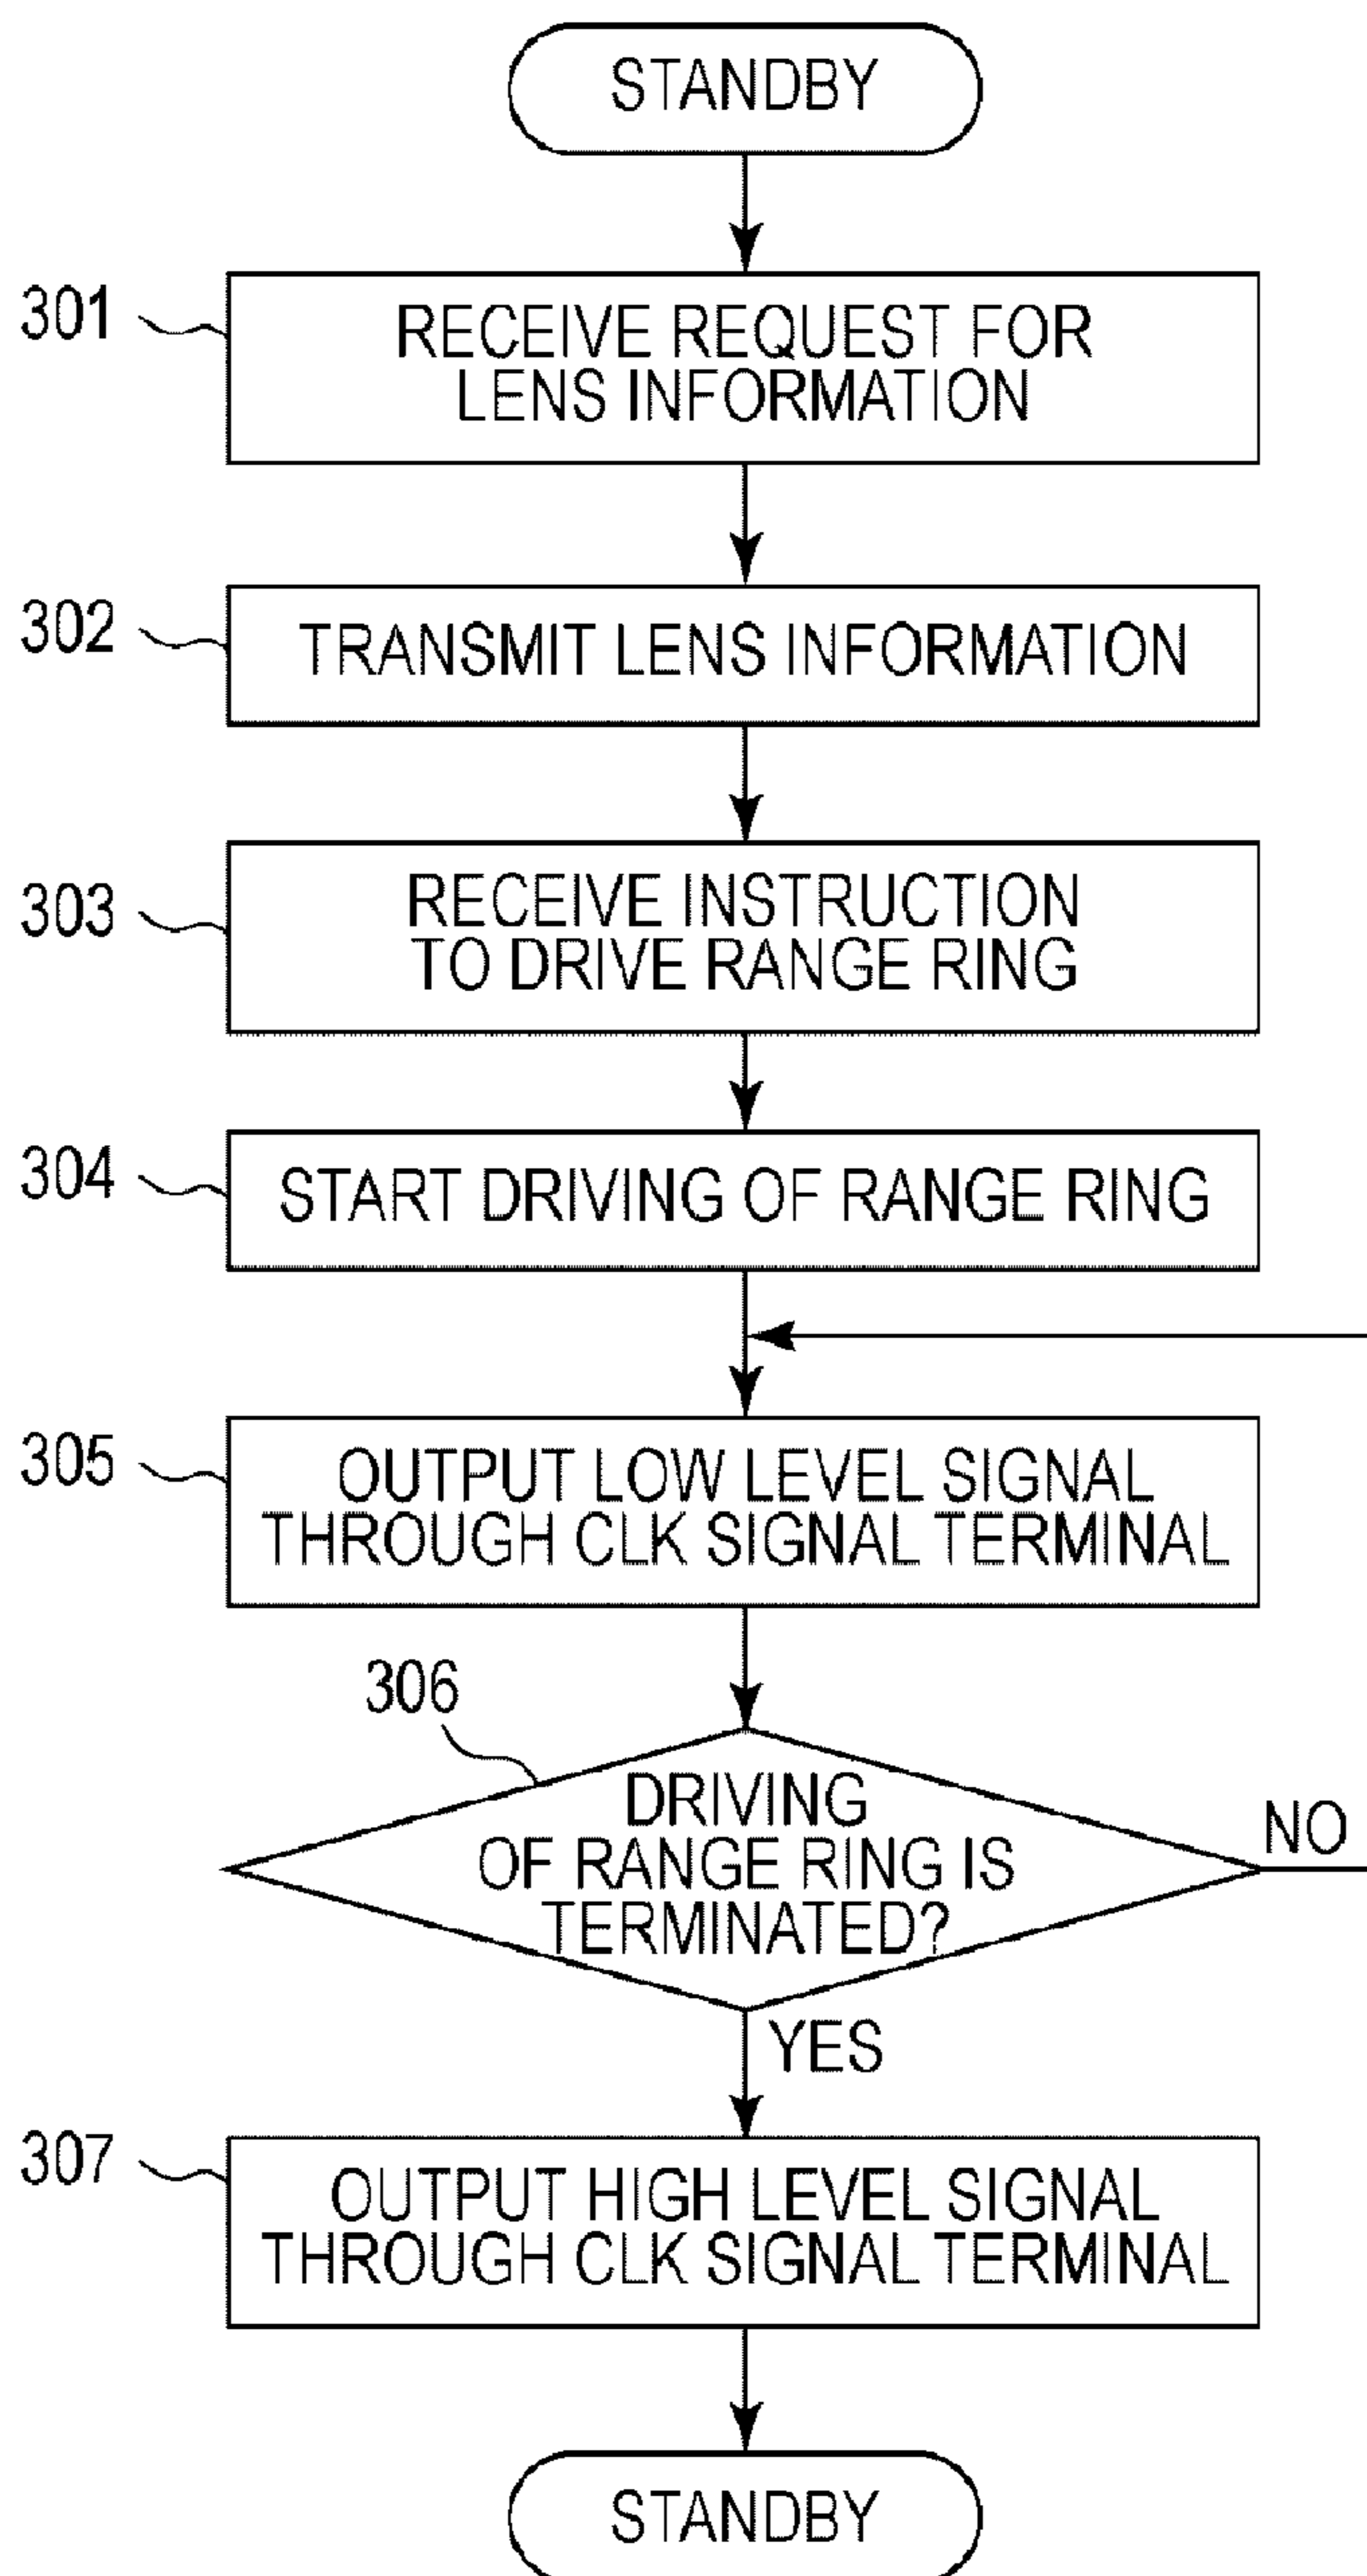 STANDBY
301
RECEIVE REQUEST FOR
LENS INFORMATION
302
TRANSMIT LENS INFORMATION
303
RECEIVE INSTRUCTION
TO DRIVE RANGE RING
304
START DRIVING OF RANGE RING
305
OUTPUT LOW LEVEL SIGNAL
THROUGH CLK SIGNAL TERMINAL
306
DRIVING
OF RANGE RING IS
TERMINATED?
NO
YES
307
OUTPUT HIGH LEVEL SIGNAL
THROUGH CLK SIGNAL TERMINAL
STANDBY